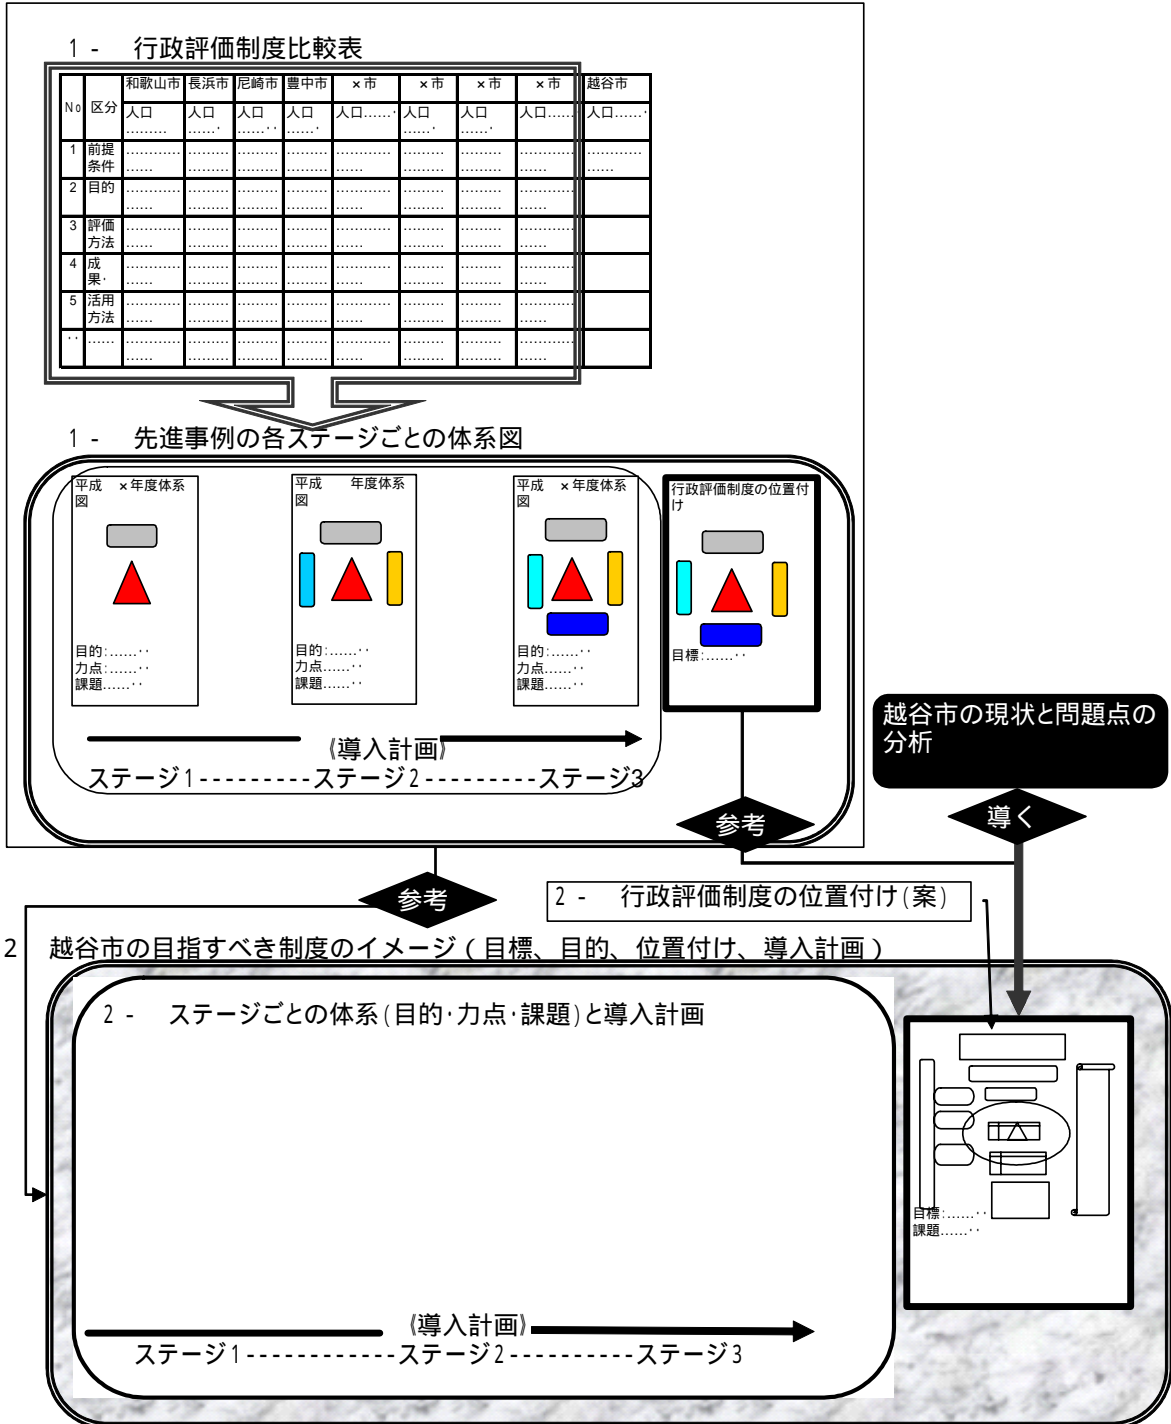 1 -　行政評価制度比較表
No 区分 和歌山市 長浜市 尼崎市 豊中市 ×市 ×市 ×市 ×市 越谷市
人口……… 人口……・ 人口……・・ 人口……・ 人口……・ 人口……・ 人口……・ 人口……・ 人口……・
1 前提条件 ……………… ……………… ……………… ……………… ……………… ……………… ……………… ……………… ………………
2 目的 ……………… ……………… ……………… ……………… ……………… ……………… ……………… ………………
3 評価方法 ……………… ……………… ……………… ……………… ……………… ……………… ……………… ………………
4 成果・ ……………… ……………… ……………… ……………… ……………… ……………… ……………… ………………
5 活用方法 ……………… ……………… ……………… ……………… ……………… ……………… ……………… ………………
・・ …… ……………… ……………… ……………… ……………… ……………… ……………… ……………… ………………
1 -　先進事例の各ステージごとの体系図
平成　×年度体系
図
目的:……・・
力点:……・・
課題……・・
平成　年度体系
図
目的:……・・
力点……・・
課題……・・
平成　×年度体系
図
目的:……・・
力点……・・
課題……・・
行政評価制度の位置付
け
目標:……・・
《導入計画》
ステージ1---------ステージ2---------ステージ3
越谷市の現状と問題点の
分析
参考
導く
参考
2 -　行政評価制度の位置付け(案)
2　越谷市の目指すべき制度のイメージ（目標、目的、位置付け、導入計画）
2 -　ステージごとの体系(目的・力点・課題)と導入計画
目標:……・・
課題……・・
《導入計画》
ステージ1------------ステージ2----------ステージ3